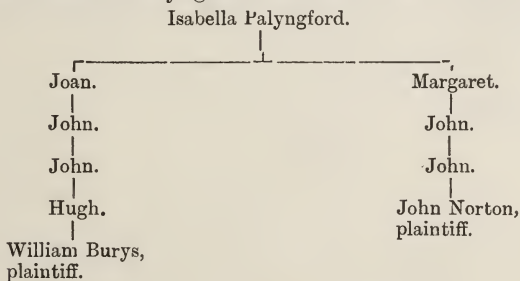 Isabella Palyngford.
Joan. Margaret.
John. John.
John. John.
Hugh. John Norton,
plaintiff.
William Burys,
plaintiff.